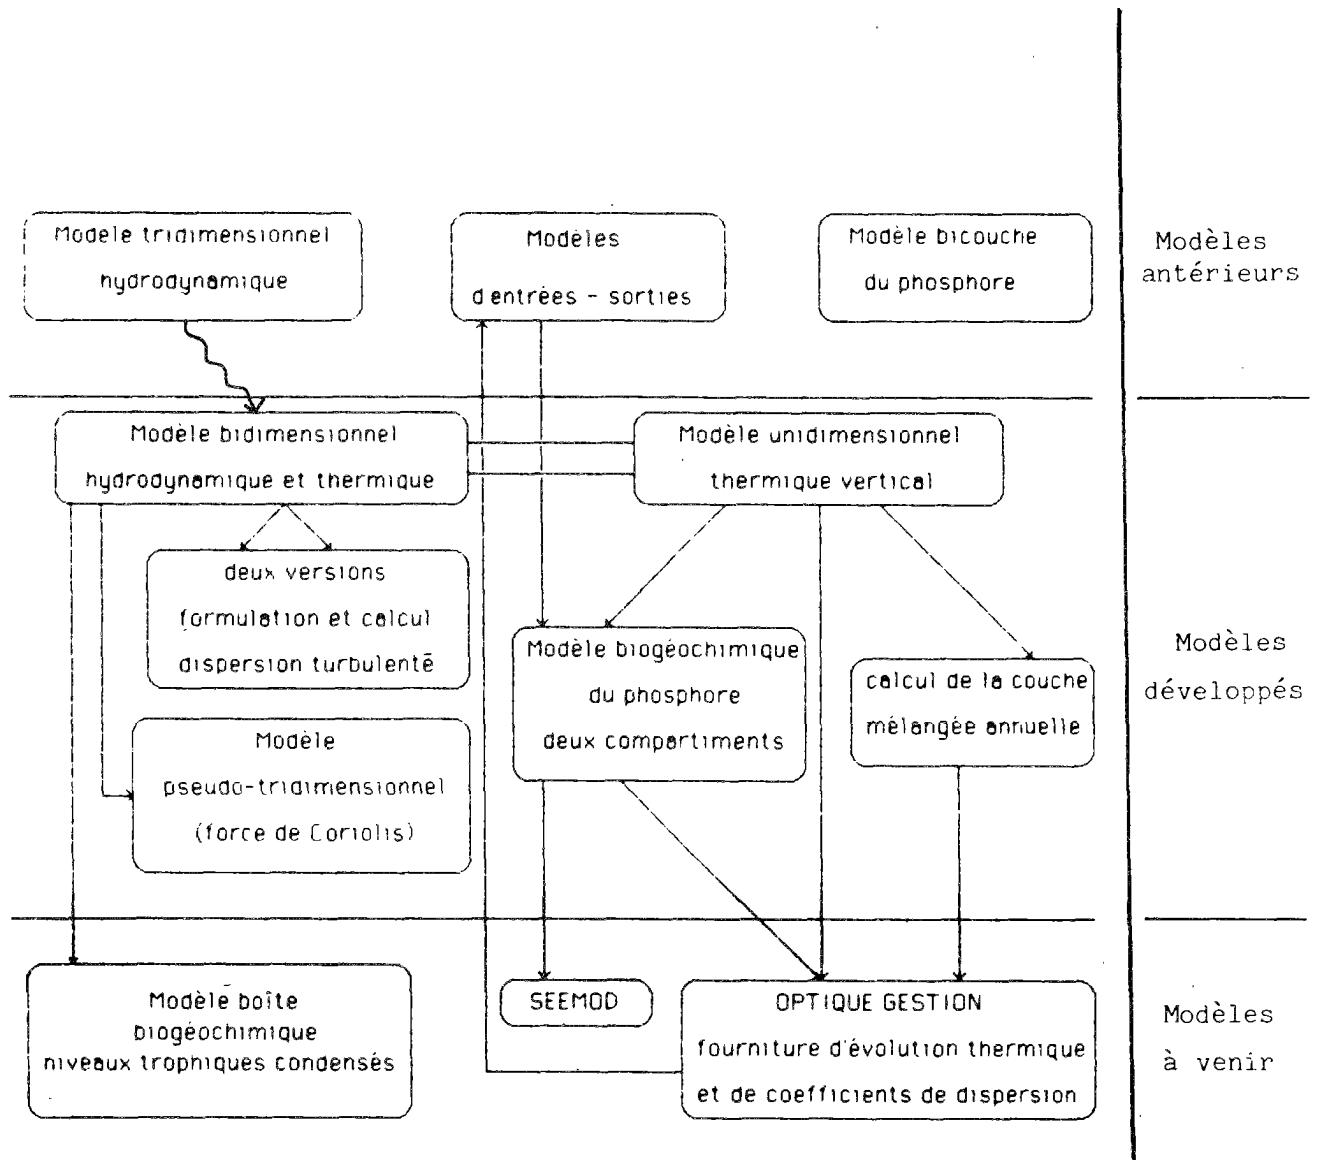 Modèle tridimensionnel
hydrodynamique
Modèles
d'entrées - sorties
Modèle bicouche
du phosphore
Modèles
antérieurs
Modèle bidimensionnel
hydrodynamique et thermique
Modèle unidimensionnel
thermique vertical
deux versions
formulation et calcul
dispersion turbulenté
Modèle
pseudo-tridimensionnel
(force de Coriolis)
Modèle biogéochimique
du phosphore
deux compartiments
calcul de la couche
mélangée annuelle
Modèles
développés
Modèlé boîte
biogéochimique
niveaux trophiques condensés
SEEMOD
OPTIQUE GESTION
fourniture d'évolution thermique
et de coefficients de dispersion
Modèles
à venir